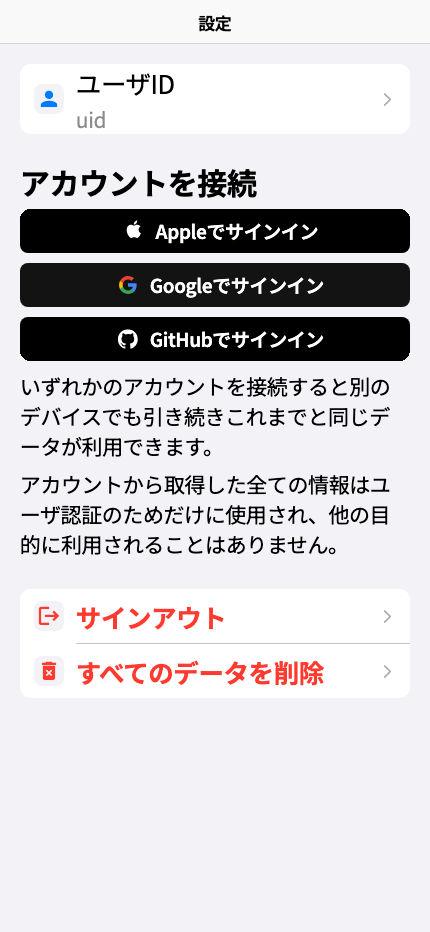 設定
ユーザID
uid
アカウントを接続
Appleでサインイン
Googleでサインイン
GitHubでサインイン
いずれかのアカウントを接続すると別の
デバイスでも引き続きこれまでと同じデ
ータが利用できます。
アカウントから取得した全ての情報はユ
ーザ認証のためだけに使用され、他の目
的に利用されることはありません。
サインアウト
すべてのデータを削除